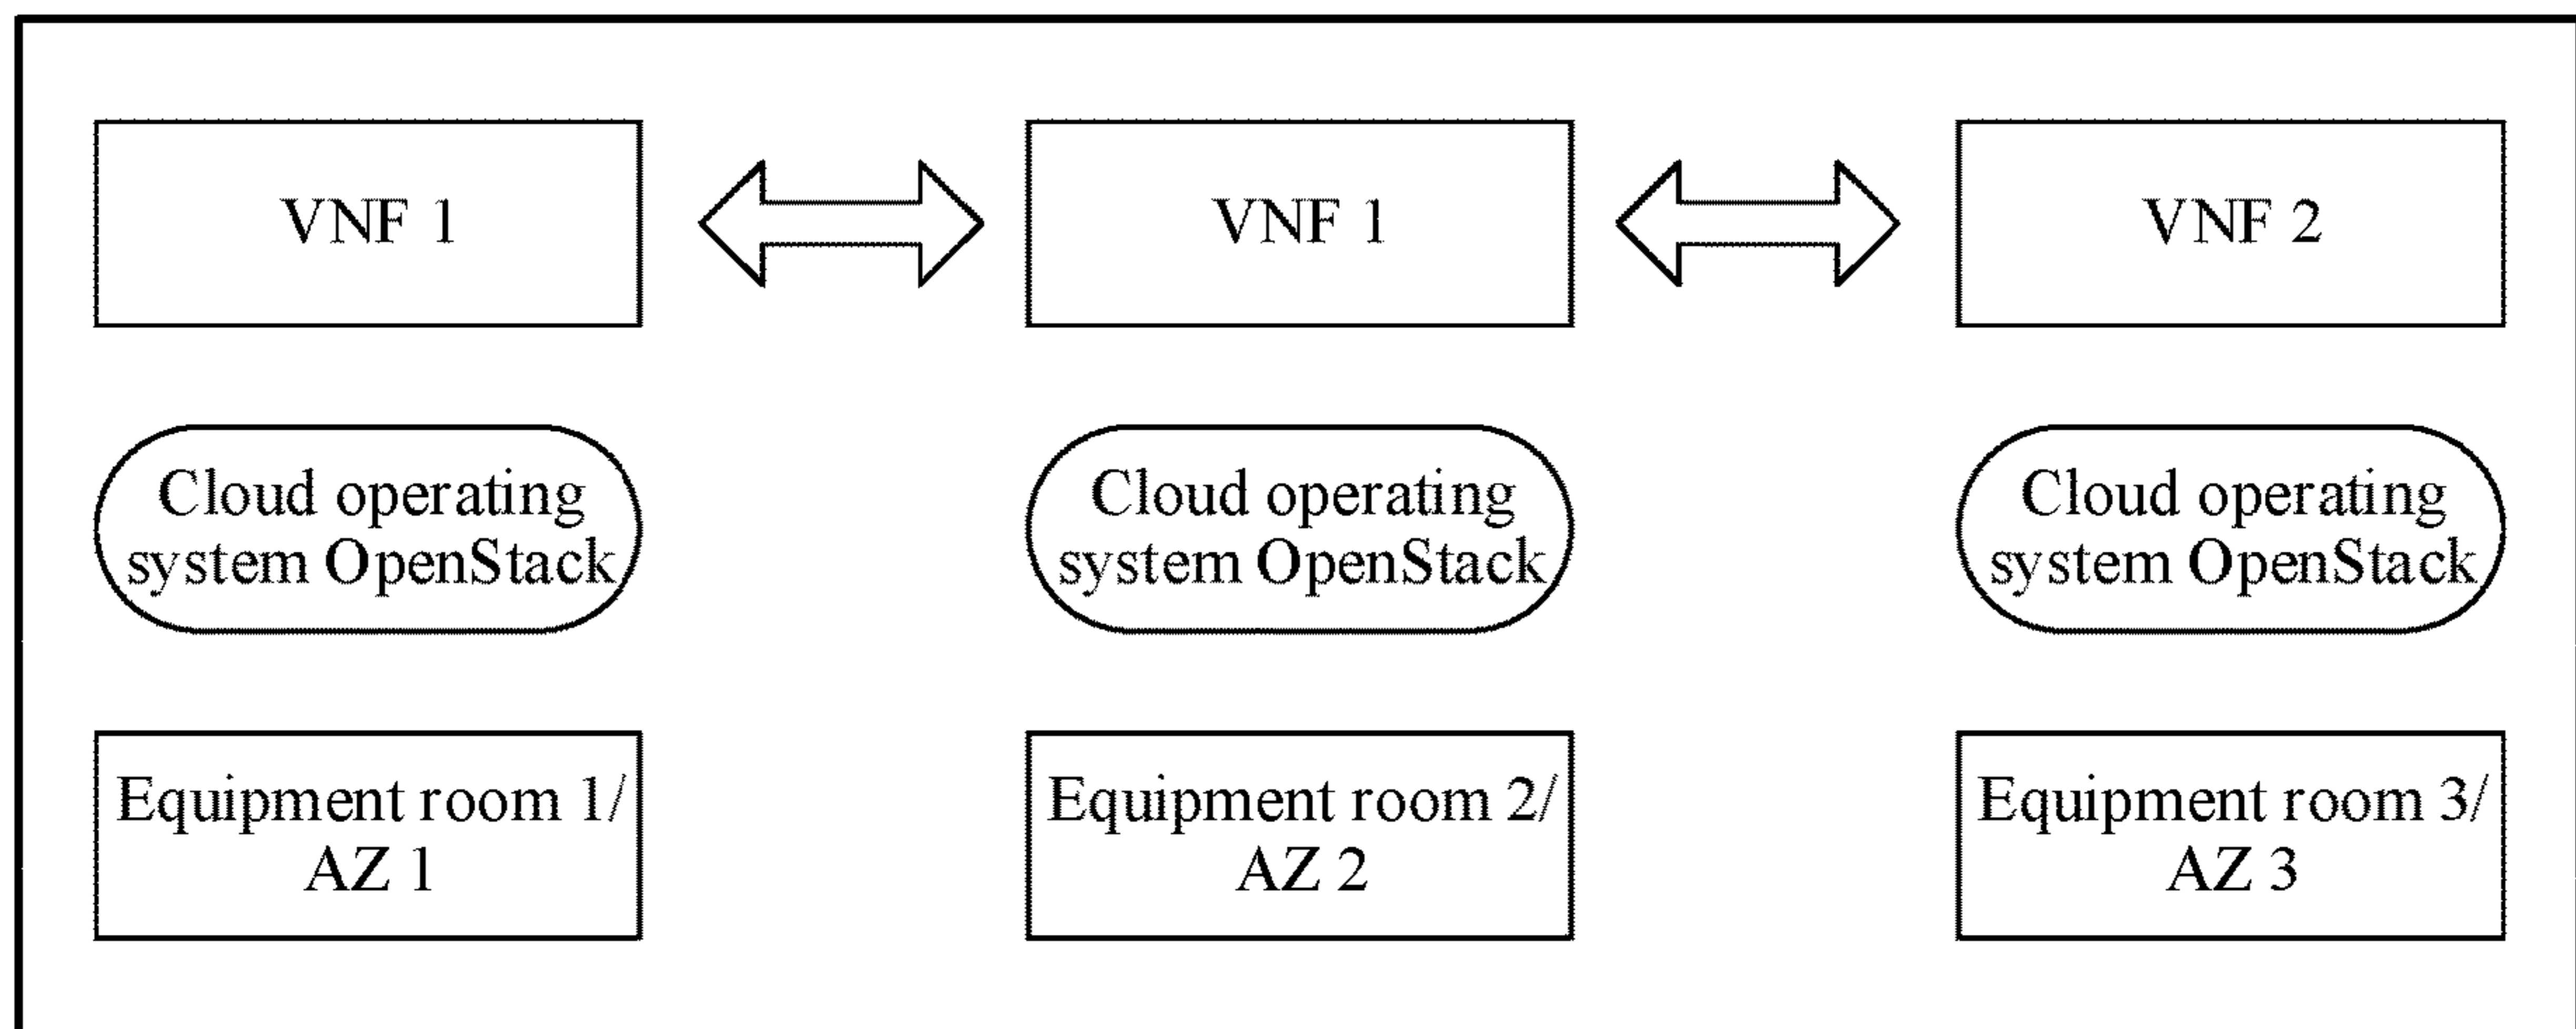 VNF 1
VNF 1
VNF 2
Cloud operating
system OpenStack
Cloud operating
system OpenStack
Cloud operating
system OpenStack
Equipment room 1/
AZ 1
Equipment room 2/
AZ 2
Equipment room 3/
AZ 3